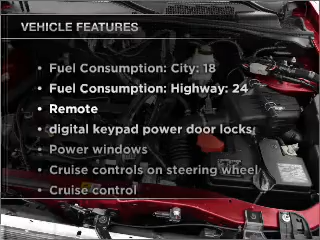 VEHICLE FEATURES
• Fuel Consumption: City: 18
• Fuel Consumption: Highway: 24
• Remote
• digital keypad power door locks
• Power windows
• Cruise controls on steering wheel
• Cruise control